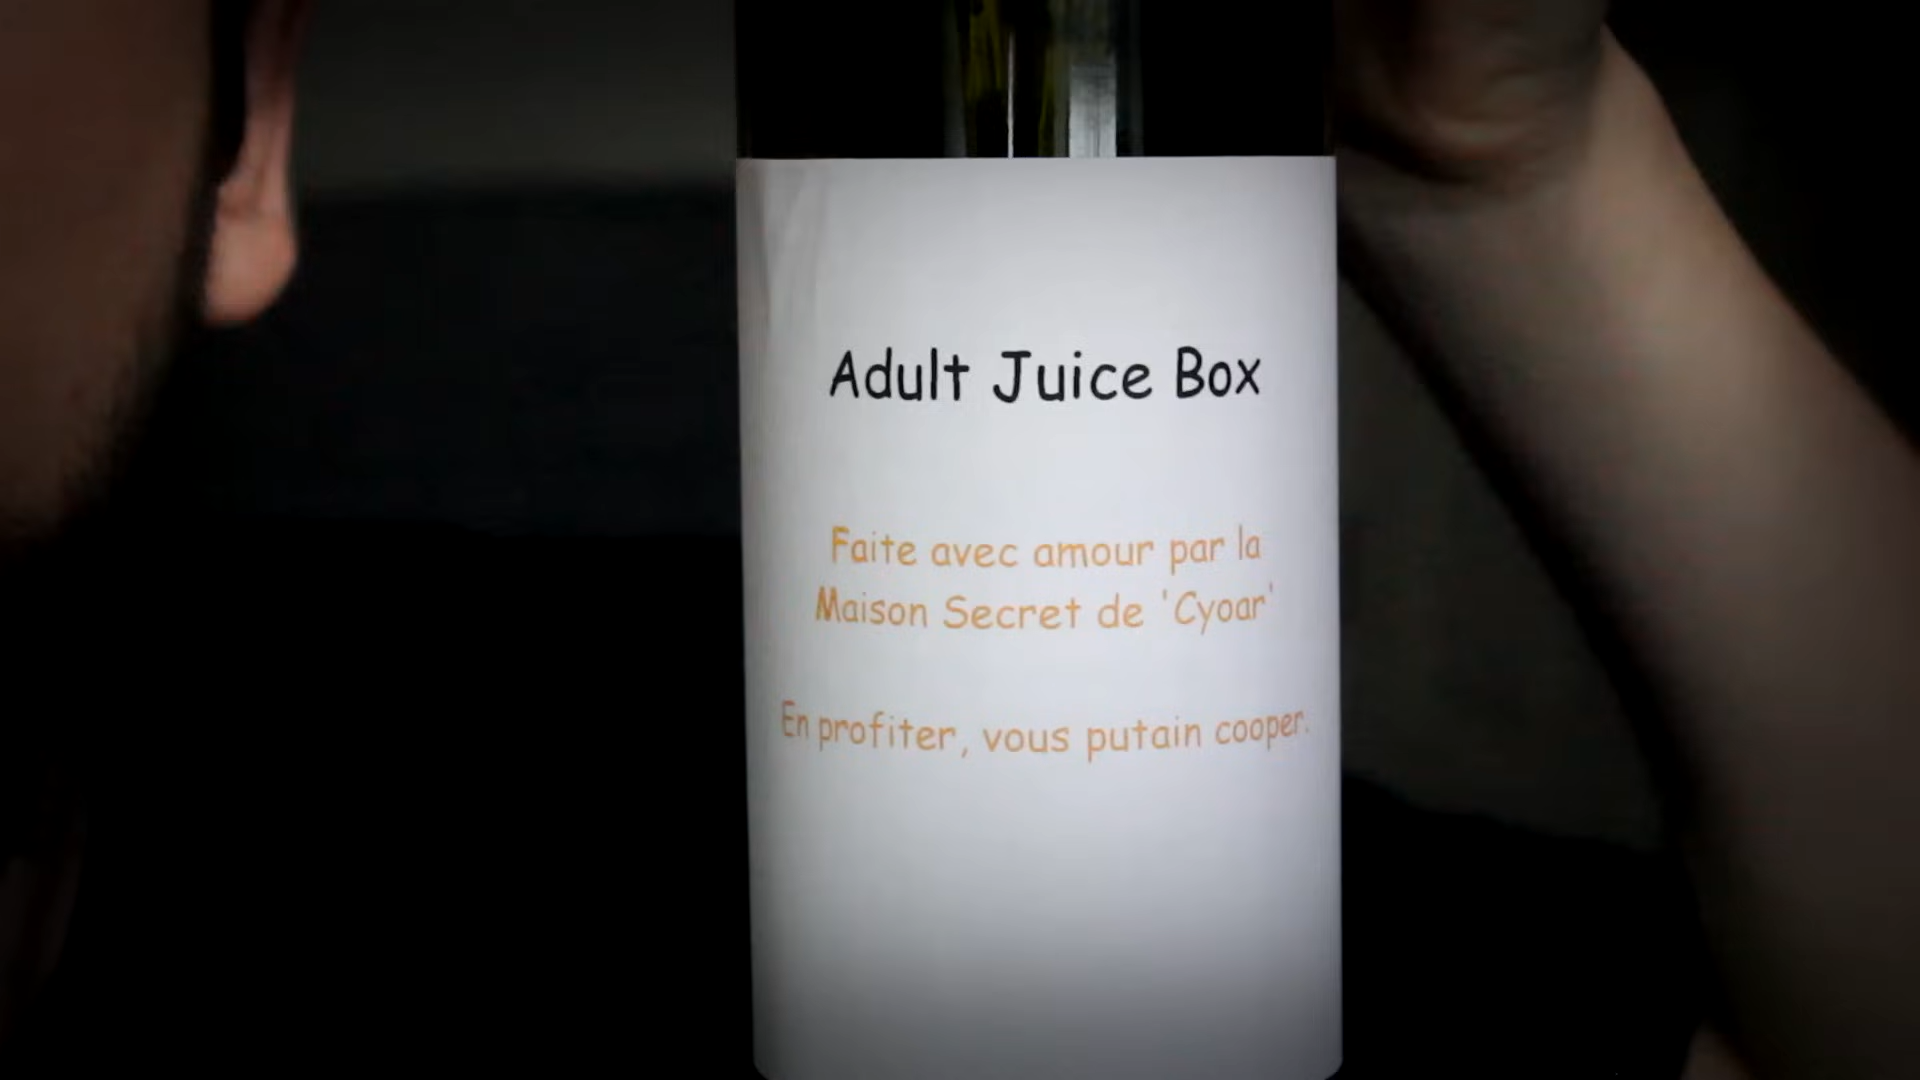 Adult Juice Box
Faite avec amour par la
Maison Secret de 'Cyoar'
En profiter, vous putain cooper.